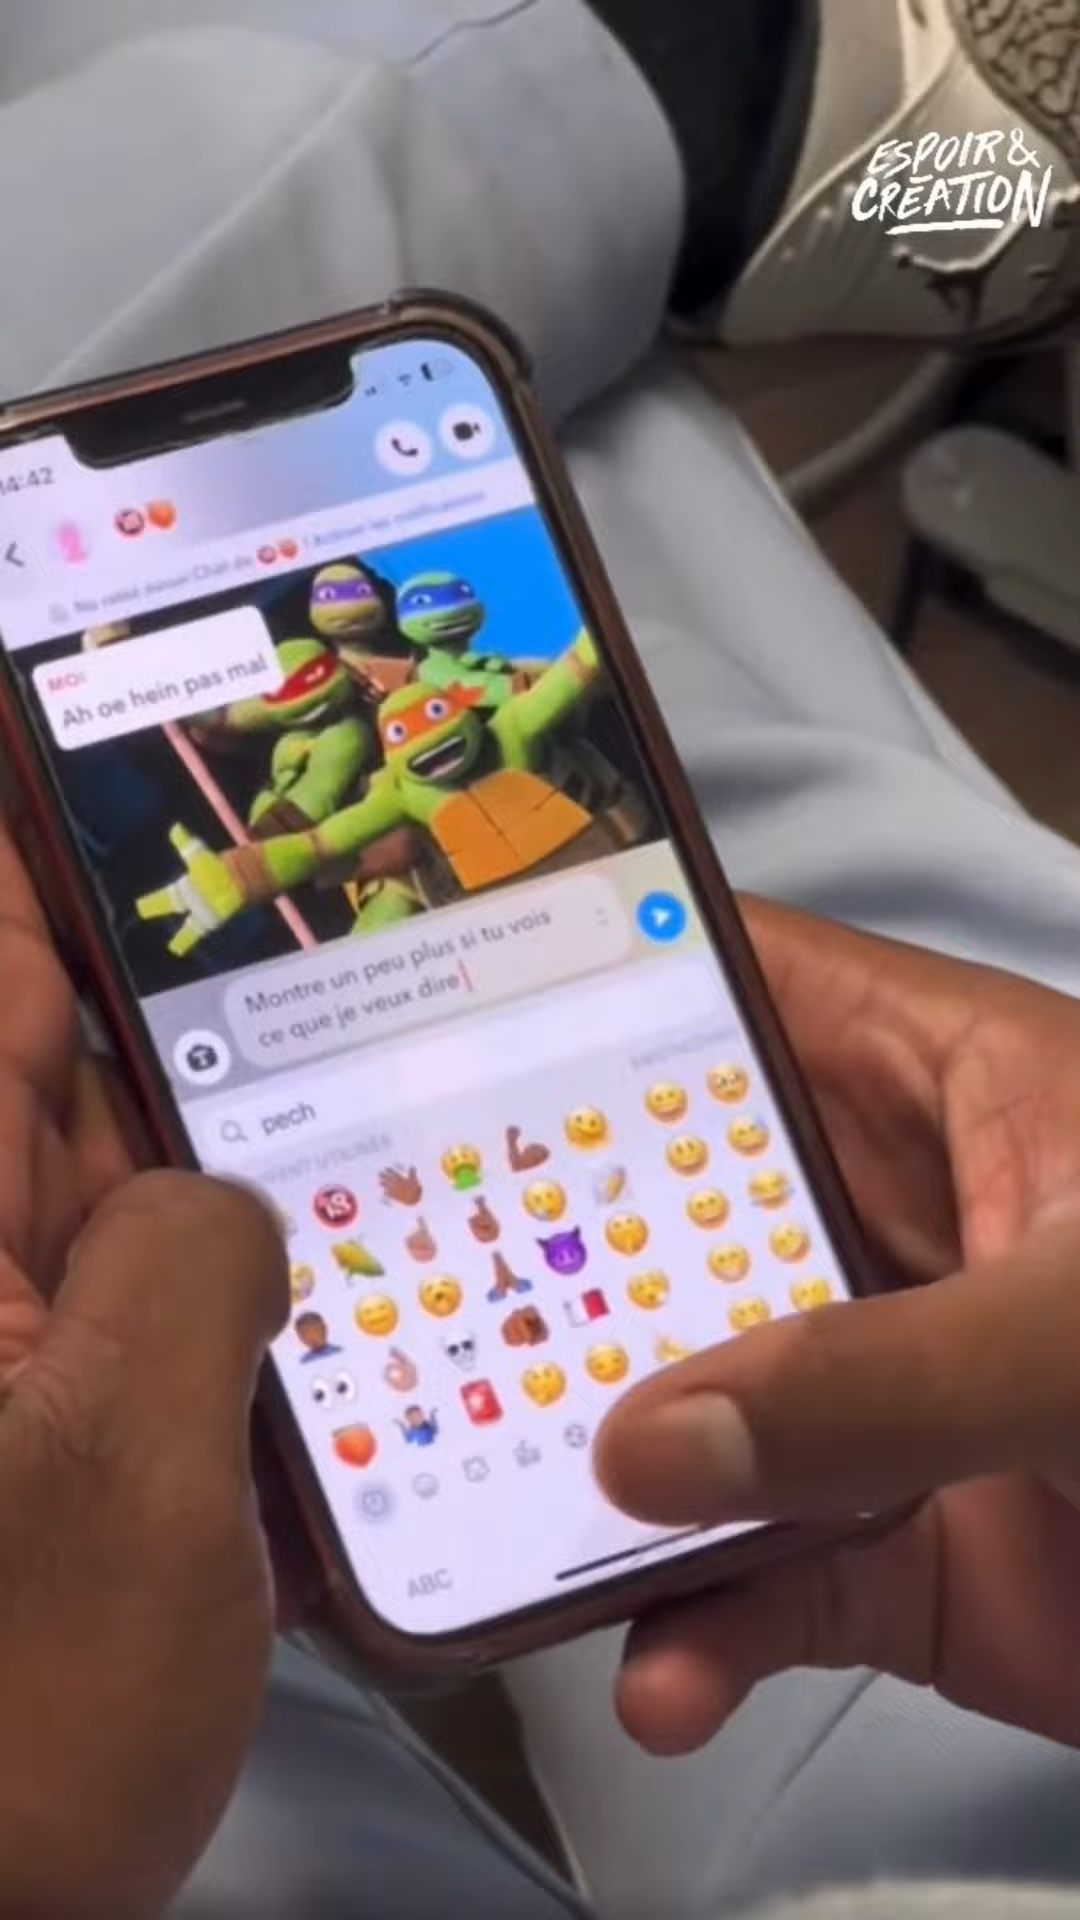 ESPOIR &
CRÉATION
14:42
MOI
Ah oe hein pas mal
Montre un peu plus si tu vois
ce que je veux dire
pech
ABC